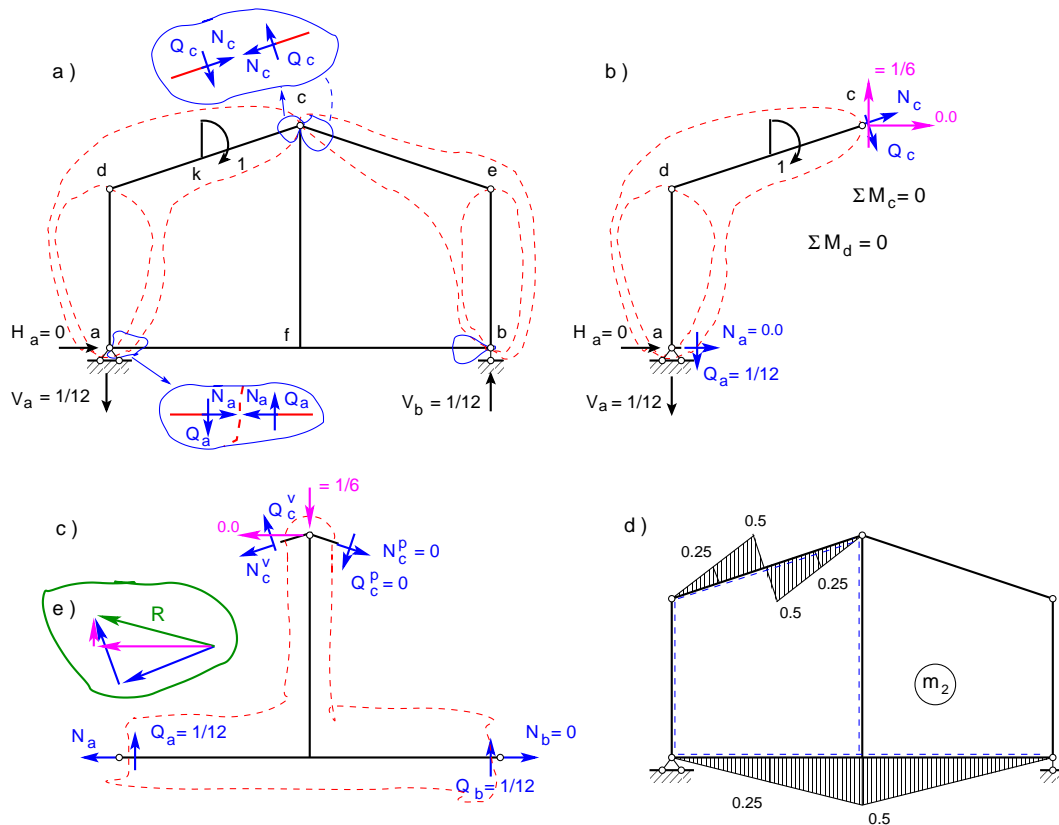 a )
Q c
N c
N c
Q c
c
d
k
1
e
H a = 0
a
f
b
V a = 1/12
V b = 1/12
N a
N a
Q a
Q a
b )
= 1/6
c
N c
0.0
Q c
d
1
Σ M c = 0
Σ M d = 0
H a = 0
a
N a = 0.0
Q a = 1/12
V a = 1/12
c )
= 1/6
Q c v
0.0
N c v
N c p = 0
Q c p = 0
e )
R
N a
Q a = 1/12
N b = 0
Q b = 1/12
d )
0.5
0.25
0.25
0.5
m 2
0.25
0.5